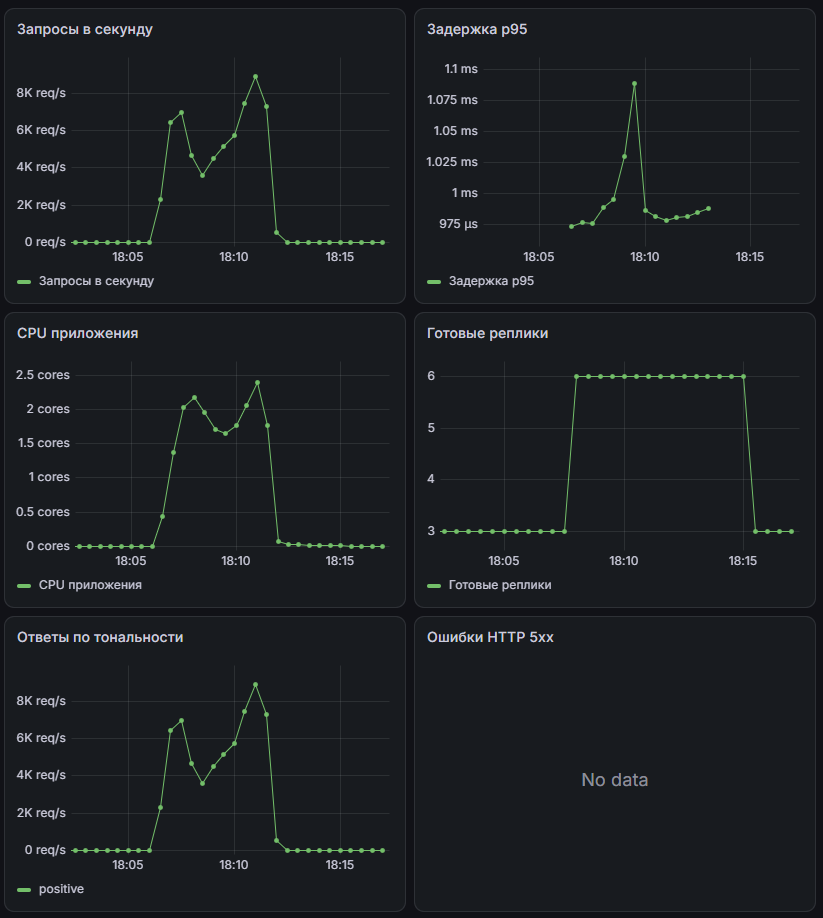 Запросы в секунду
8K req/s
6K req/s
4K req/s
2K req/s
0 req/s
18:05 18:10 18:15
Запросы в секунду
Задержка p95
1.1 ms
1.075 ms
1.05 ms
1.025 ms
1 ms
975 µs
18:05 18:10 18:15
Задержка p95
CPU приложения
2.5 cores
2 cores
1.5 cores
1 cores
0.5 cores
0 cores
18:05 18:10 18:15
CPU приложения
Готовые реплики
6
5
4
3
18:05 18:10 18:15
Готовые реплики
Ответы по тональности
8K req/s
6K req/s
4K req/s
2K req/s
0 req/s
18:05 18:10 18:15
positive
Ошибки HTTP 5xx
No data